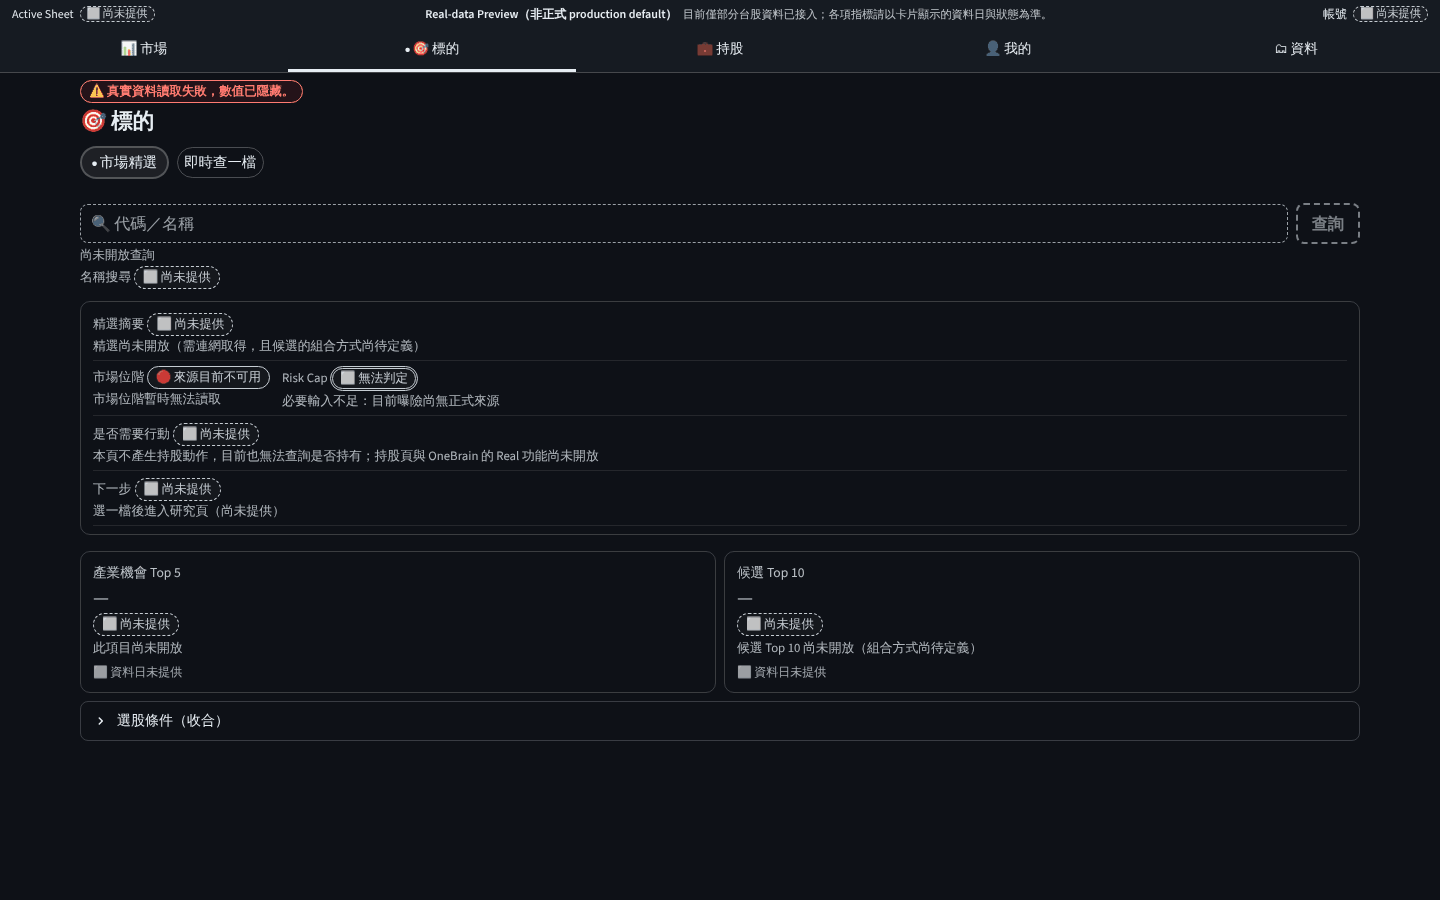 Active Sheet 尚未提供
Real-data Preview（非正式 production default） 目前僅部分台股資料已接入；各項指標請以卡片顯示的資料日與狀態為準。
帳號 尚未提供
市場
• 標的
持股
我的
資料
真實資料讀取失敗，數值已隱藏。
標的
• 市場精選
即時查一檔
代碼／名稱
查詢
尚未開放查詢
名稱搜尋 尚未提供
精選摘要 尚未提供
精選尚未開放（需連網取得，且候選的組合方式尚待定義）
市場位階 來源目前不可用
市場位階暫時無法讀取
Risk Cap 無法判定
必要輸入不足：目前曝險尚無正式來源
是否需要行動 尚未提供
本頁不產生持股動作，目前也無法查詢是否持有；持股頁與 OneBrain 的 Real 功能尚未開放
下一步 尚未提供
選一檔後進入研究頁（尚未提供）
產業機會 Top 5
—
尚未提供
此項目尚未開放
資料日未提供
候選 Top 10
—
尚未提供
候選 Top 10 尚未開放（組合方式尚待定義）
資料日未提供
選股條件（收合）